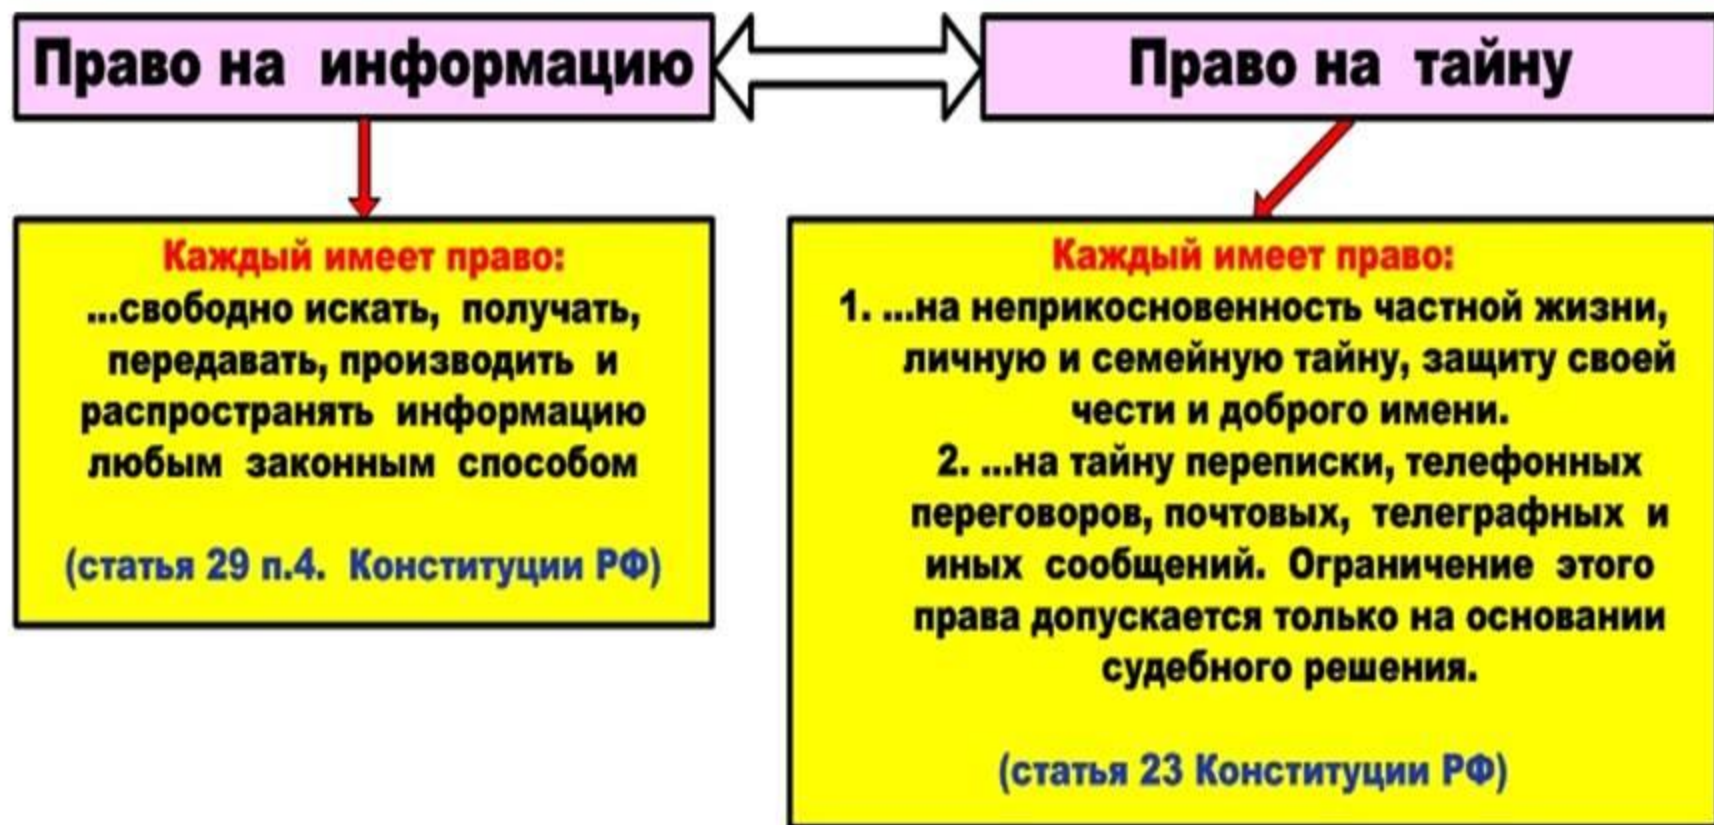 Право на информацию
Право на тайну
Каждый имеет право:
...свободно искать, получать,
передавать, производить и
распространять информацию
любым законным способом
(статья 29 п.4. Конституции РФ)
Каждый имеет право:
1. ...на неприкосновенность частной жизни,
личную и семейную тайну, защиту своей
чести и доброго имени.
2. ...на тайну переписки, телефонных
переговоров, почтовых, телеграфных и
иных сообщений. Ограничение этого
права допускается только на основании
судебного решения.
(статья 23 Конституции РФ)